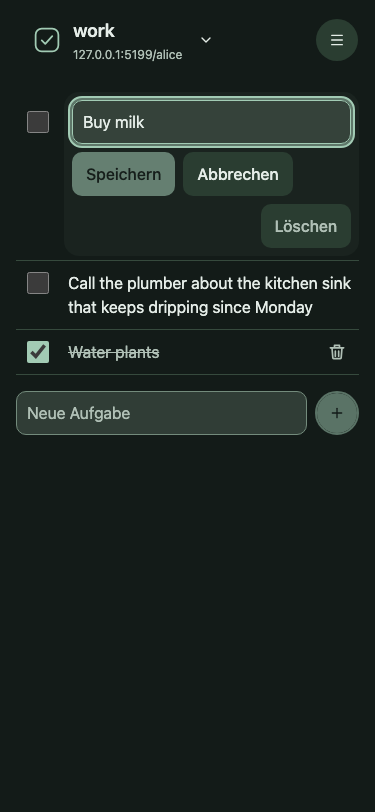 work
127.0.0.1:5199/alice
Buy milk
Speichern
Abbrechen
Löschen
Call the plumber about the kitchen sink
that keeps dripping since Monday
Water plants
Neue Aufgabe